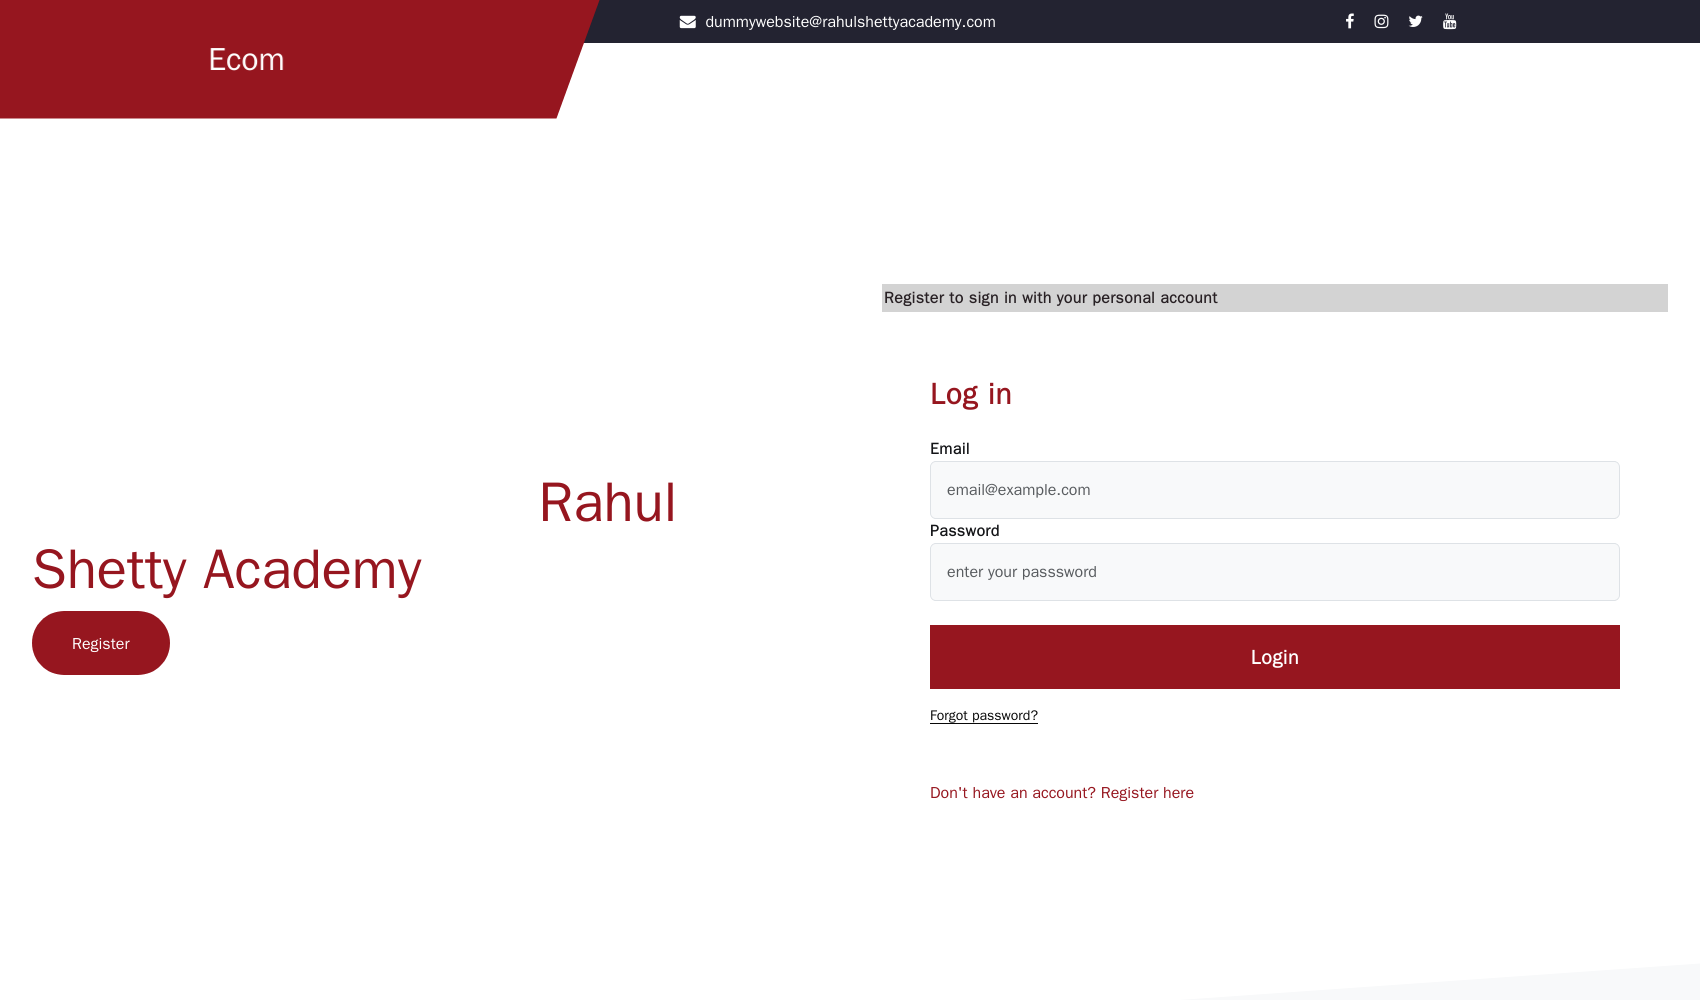 dummywebsite@rahulshettyacademy.com
Ecom
Register to sign in with your personal account
Rahul
Shetty Academy
Register
Log in
Email
email@example.com
Password
enter your passsword
Login
Forgot password?
Don't have an account? Register here